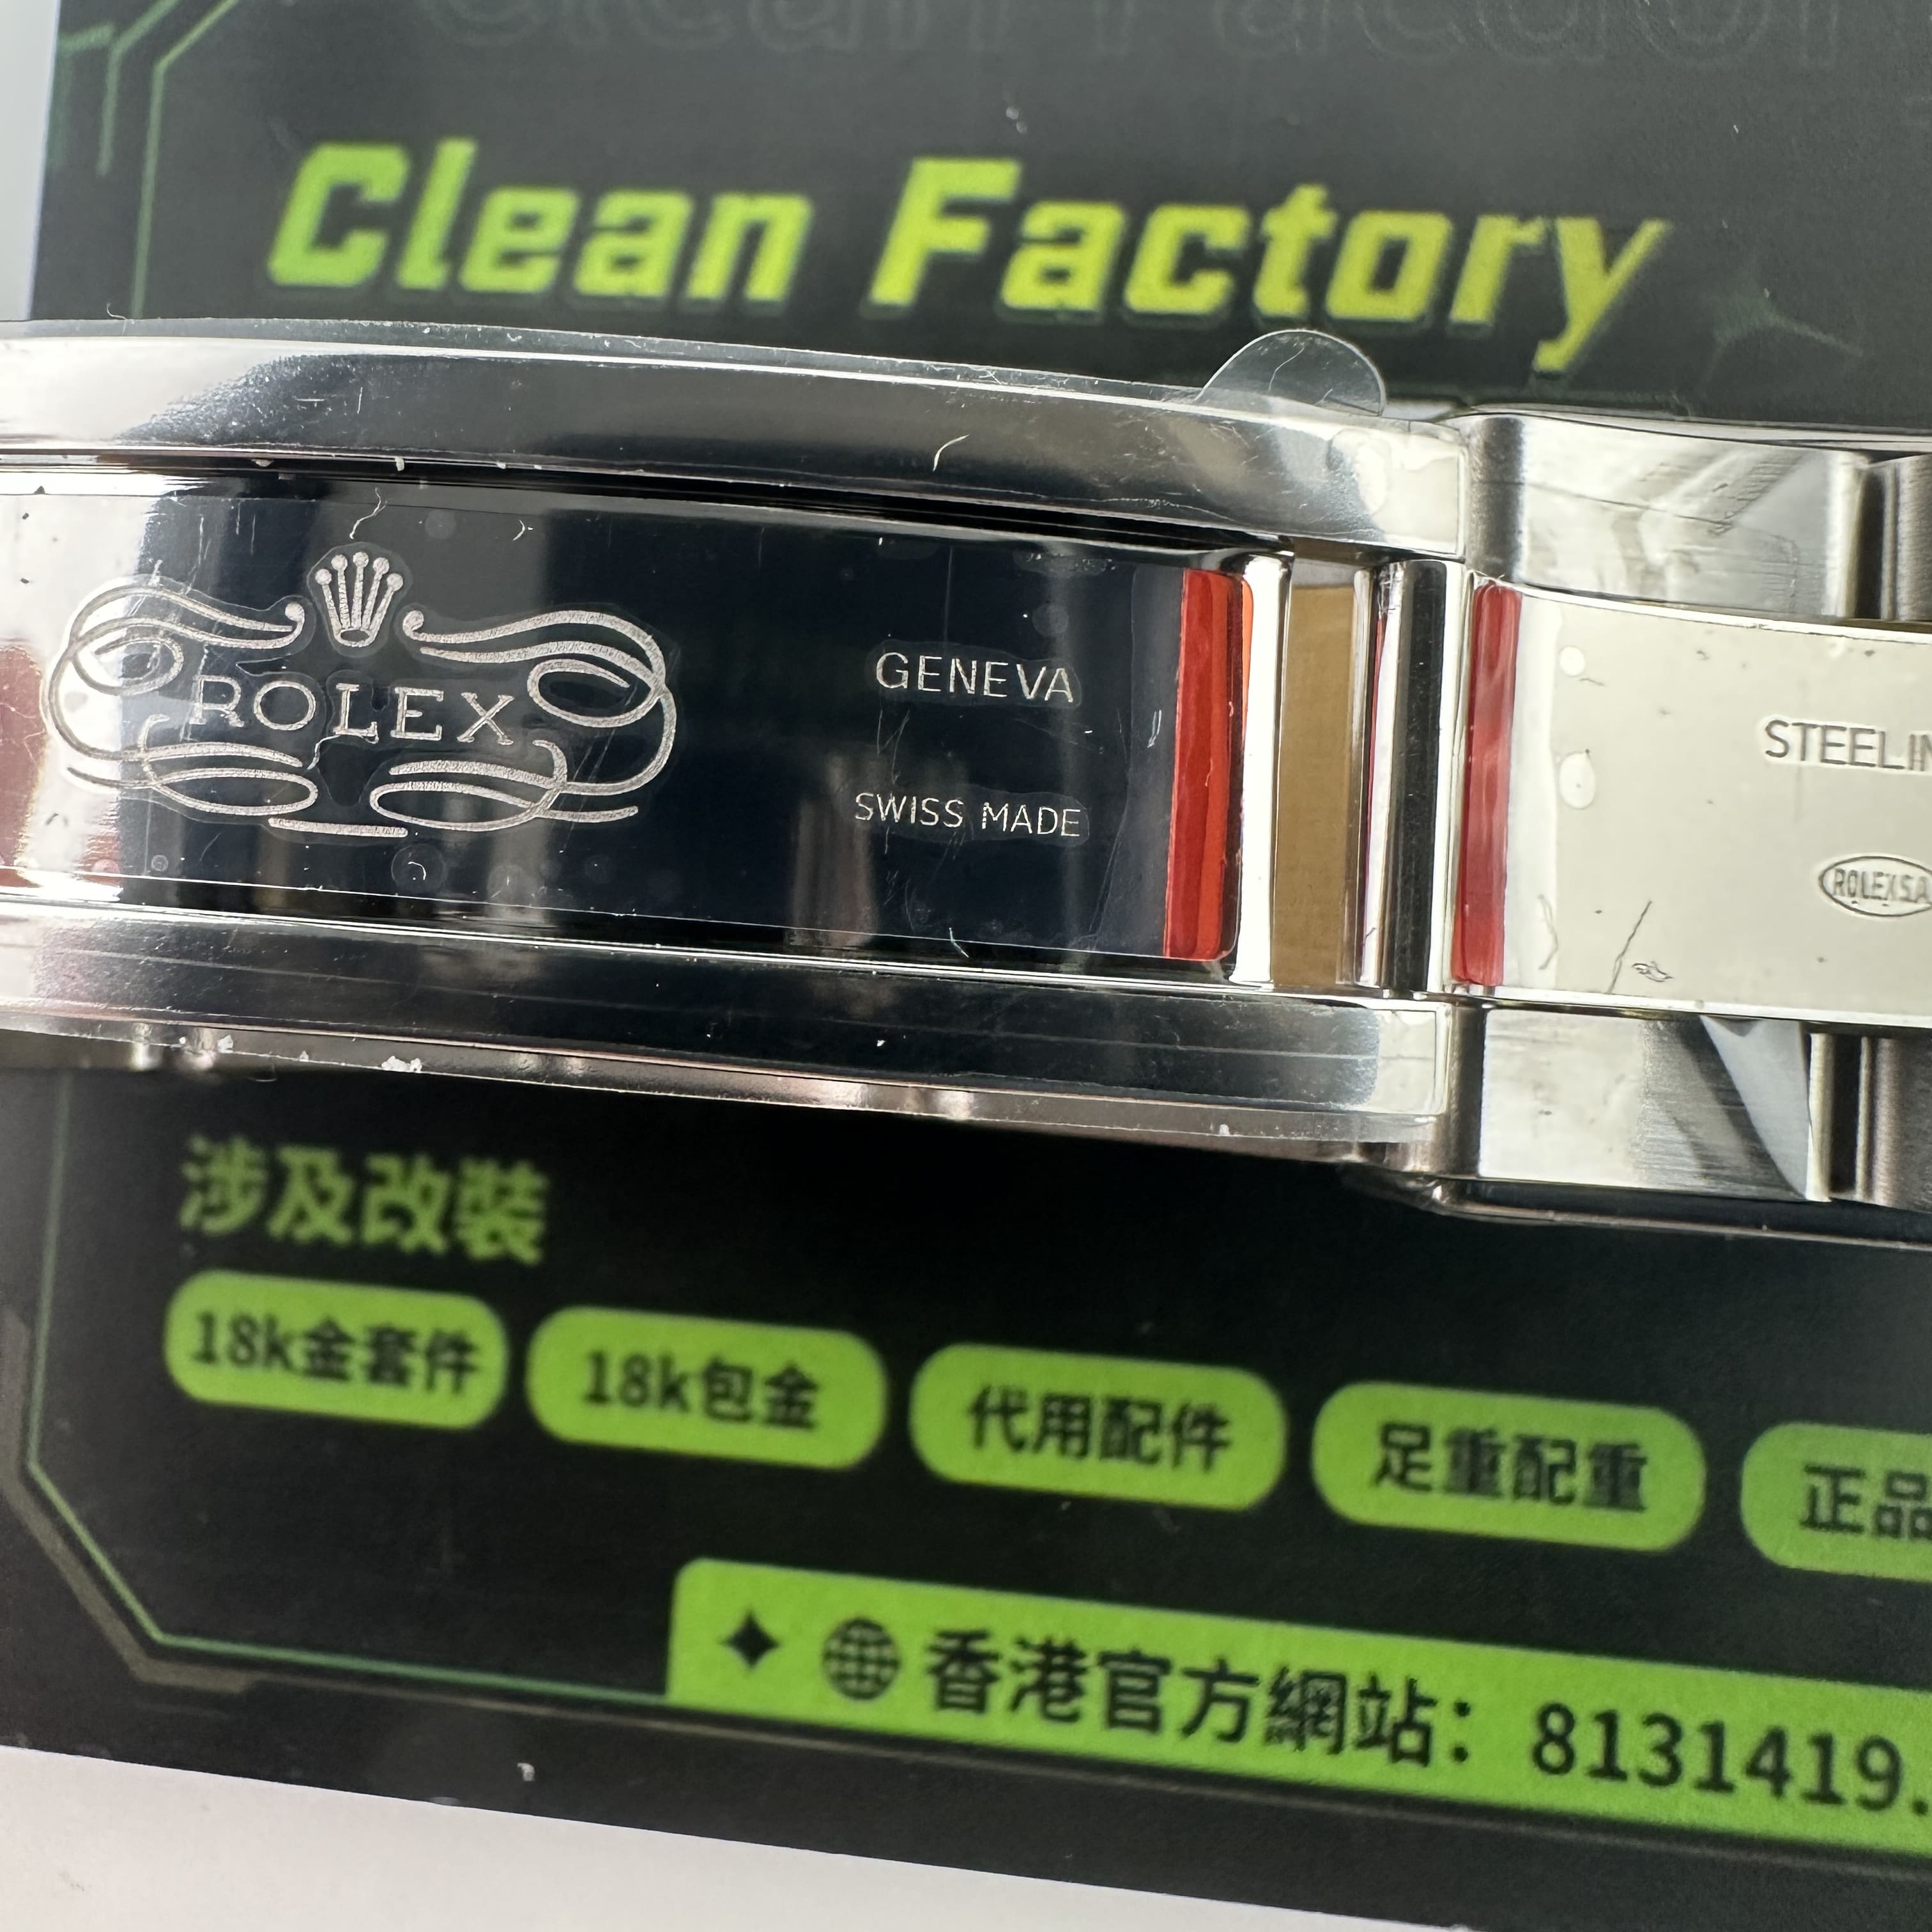 Clean Factory
ROLEX
GENEVA
SWISS MADE
STEELIN
ROLEX S.A
涉及改裝
18k金套件
18k包金
代用配件
足重配重
正品
香港官方網站：8131419.